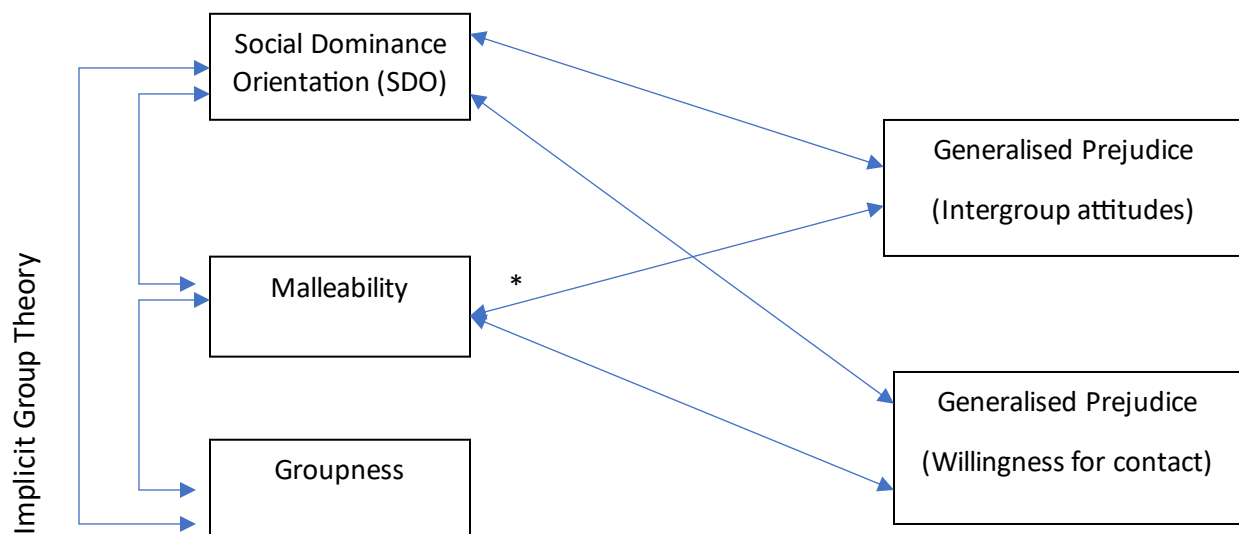 Social Dominance
Orientation (SDO)
Generalised Prejudice
(Intergroup attitudes)
Malleability
*
Generalised Prejudice
(Willingness for contact)
Groupness
Implicit Group Theory